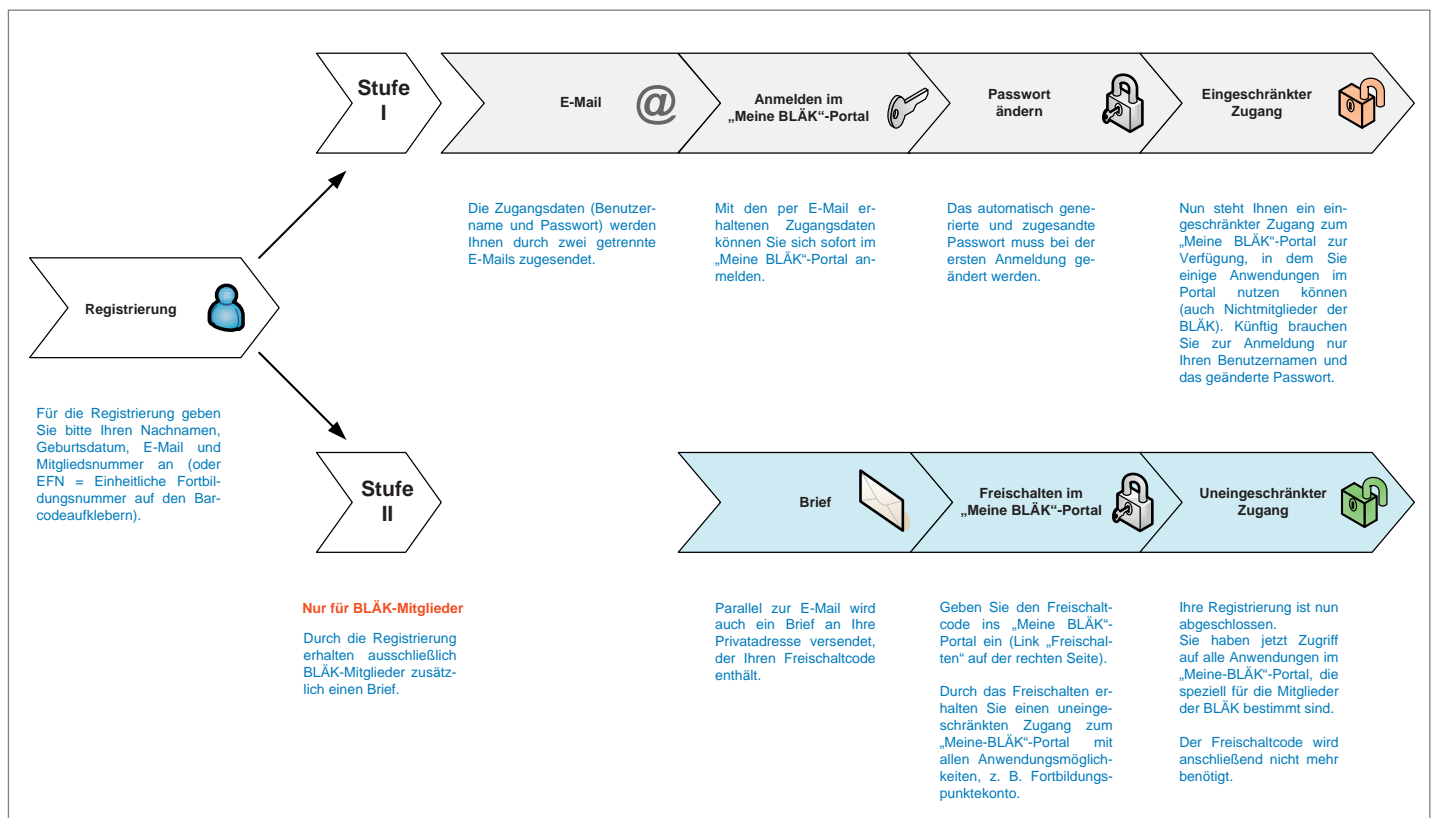 Stufe
I
E-Mail
@
Anmelden im
„Meine BLÄK“-Portal
Passwort
ändern
Eingeschränkter
Zugang
Die Zugangsdaten (Benutzer-
name und Passwort) werden
Ihnen durch zwei getrennte
E-Mails zugesendet.
Mit den per E-Mail er-
haltenen Zugangsdaten
können Sie sich sofort im
„Meine BLÄK“-Portal an-
melden.
Das automatisch gene-
rierte und zugesandte
Passwort muss bei der
ersten Anmeldung ge-
ändert werden.
Nun steht Ihnen ein ein-
geschränkter Zugang zum
„Meine BLÄK“-Portal zur
Verfügung, in dem Sie
einige Anwendungen im
Portal nutzen können
(auch Nichtmitglieder der
BLÄK). Künftig brauchen
Sie zur Anmeldung nur
Ihren Benutzernamen und
das geänderte Passwort.
Registrierung
Für die Registrierung geben
Sie bitte Ihren Nachnamen,
Geburtsdatum, E-Mail und
Mitgliedsnummer an (oder
EFN = Einheitliche Fortbil-
dungsnummer auf den Bar-
codeaufklebern).
Stufe
II
Brief
Freischalten im
„Meine BLÄK“-Portal
Uneingeschränkter
Zugang
Nur für BLÄK-Mitglieder
Durch die Registrierung
erhalten ausschließlich
BLÄK-Mitglieder zusätz-
lich einen Brief.
Parallel zur E-Mail wird
auch ein Brief an Ihre
Privatadresse versendet,
der Ihren Freischaltcode
enthält.
Geben Sie den Freischalt-
code ins „Meine BLÄK“-
Portal ein (Link „Freischal-
ten“ auf der rechten Seite).
Durch das Freischalten er-
halten Sie einen uneinge-
schränkten Zugang zum
„Meine-BLÄK“-Portal mit
allen Anwendungsmöglich-
keiten, z. B. Fortbildungs-
punktekonto.
Ihre Registrierung ist nun
abgeschlossen.
Sie haben jetzt Zugriff
auf alle Anwendungen im
„Meine-BLÄK“-Portal, die
speziell für die Mitglieder
der BLÄK bestimmt sind.
Der Freischaltcode wird
anschließend nicht mehr
benötigt.